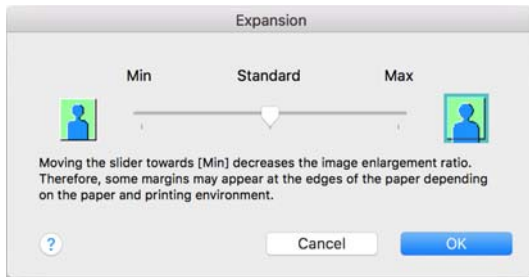 Expansion
Min Standard Max
Moving the slider towards [Min] decreases the image enlargement ratio.
Therefore, some margins may appear at the edges of the paper depending
on the paper and printing environment.
? Cancel OK